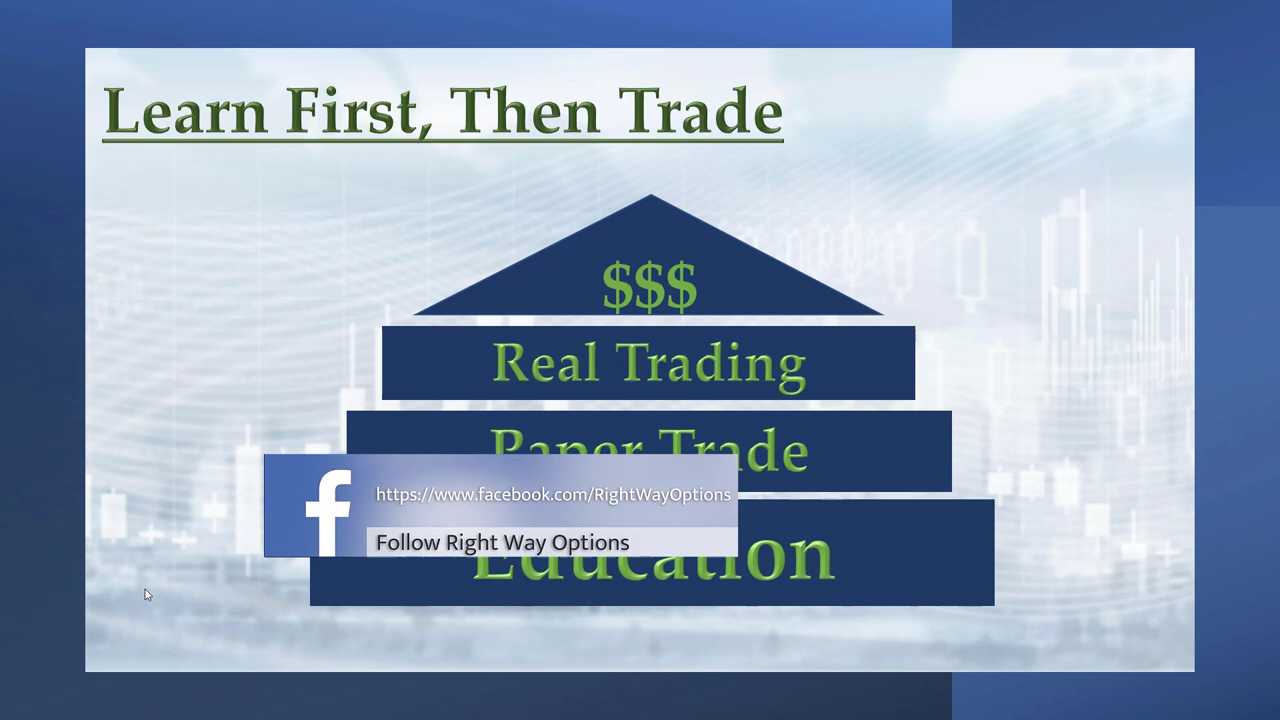 Learn First, Then Trade
$$$
Real Trading
Paper Trade
https://www.facebook.com/RightWayOptions
Follow Right Way Options
Education